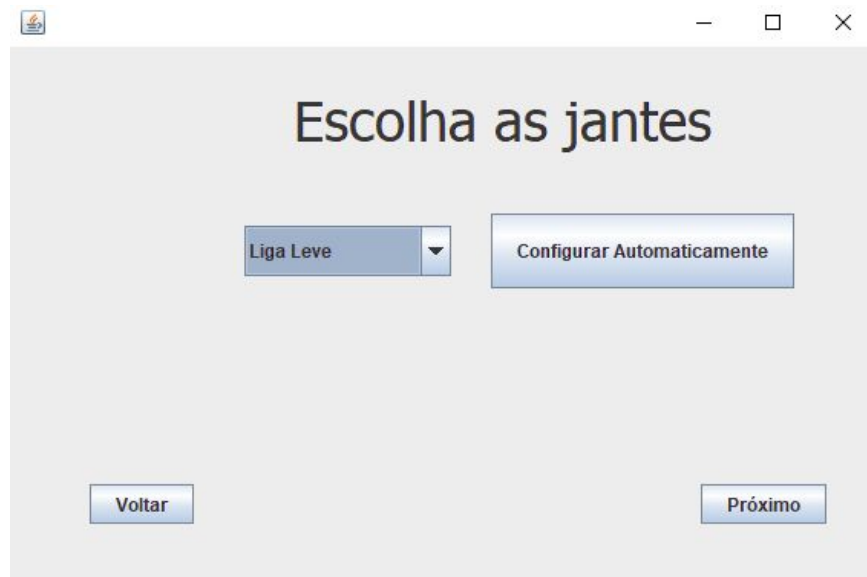 Escolha as jantes
Liga Leve
Configurar Automaticamente
Voltar
Próximo